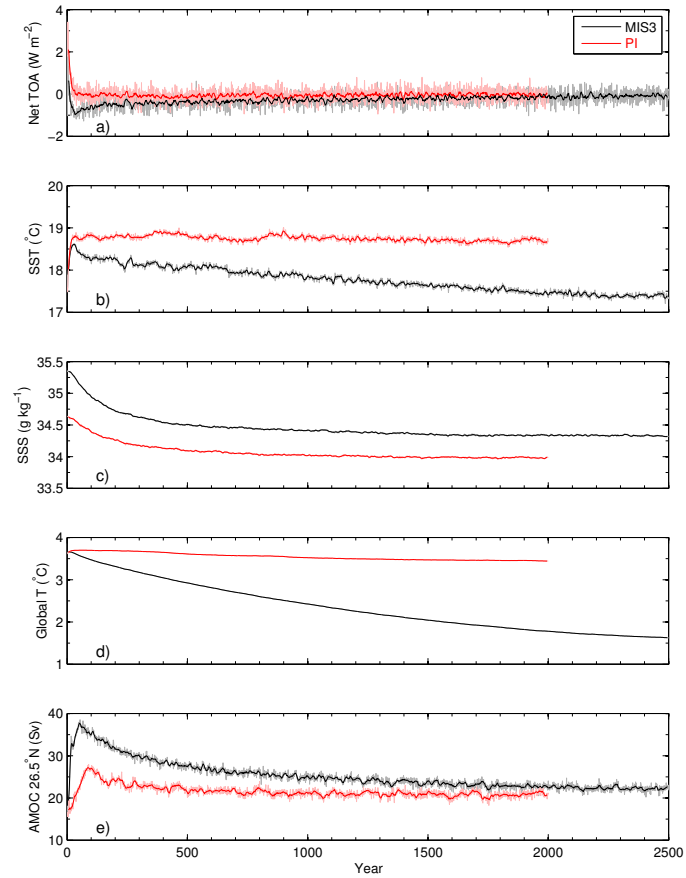 4
2
0
−2
Net TOA (W m⁻²)
a)
MIS3
PI
20
19
18
17
SST (°C)
b)
35.5
35
34.5
34
33.5
SSS (g kg⁻¹)
c)
4
3
2
1
Global T (°C)
d)
40
30
20
10
AMOC 26.5°N (Sv)
e)
0 500 1000 1500 2000 2500
Year